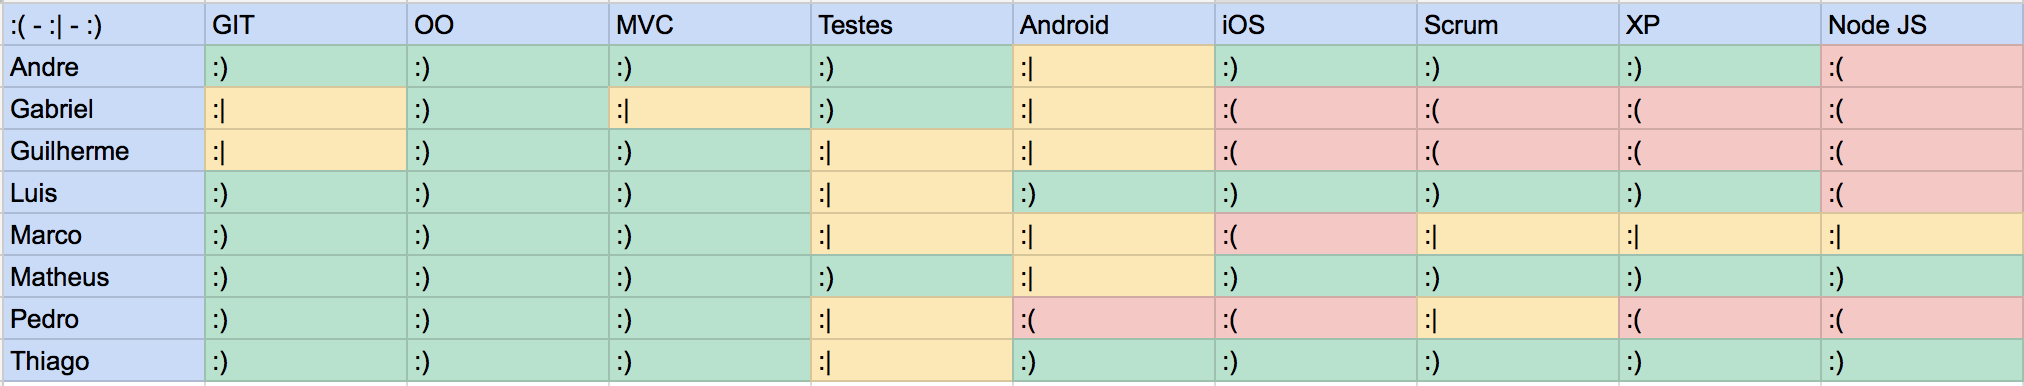 :( - :| - :) GIT OO MVC Testes Android iOS Scrum XP Node JS
Andre :) :) :) :) :| :) :) :) :(
Gabriel :| :) :| :) :| :( :( :( :(
Guilherme :| :) :) :| :| :( :( :( :(
Luis :) :) :) :| :) :) :) :) :(
Marco :) :) :) :| :| :( :| :| :|
Matheus :) :) :) :) :| :) :) :) :)
Pedro :) :) :) :| :( :( :| :( :(
Thiago :) :) :) :| :) :) :) :) :)